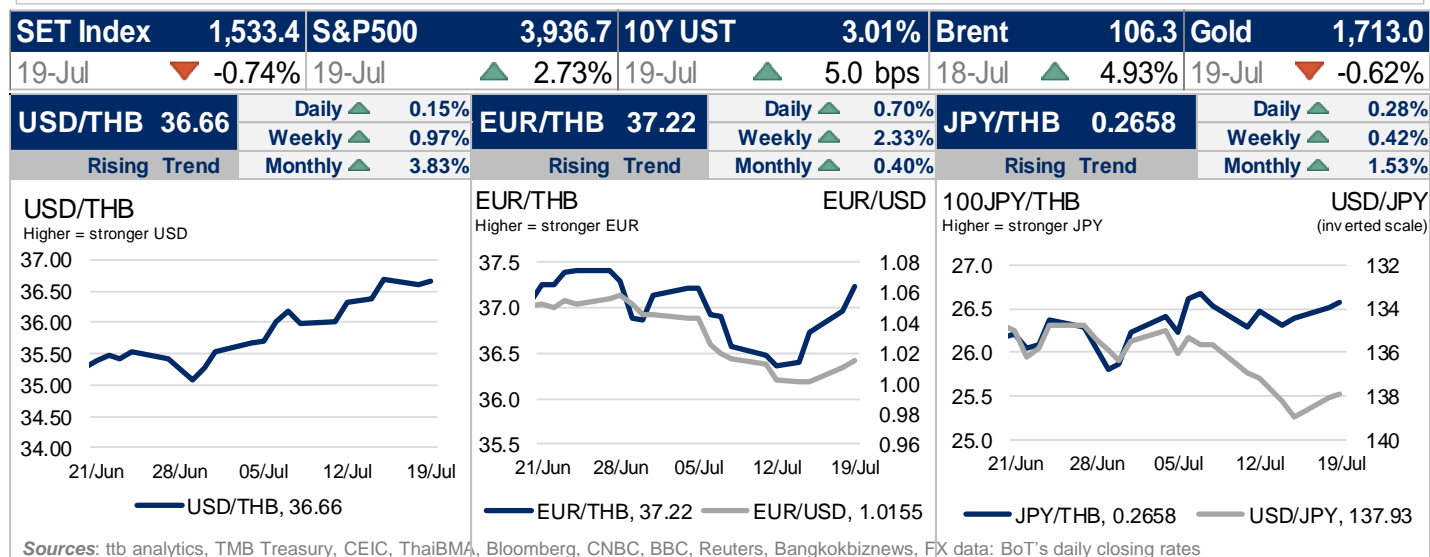 SET Index 1,533.4 S&P500 3,936.7 10Y UST 3.01% Brent 106.3 Gold 1,713.0
19-Jul -0.74% 19-Jul 2.73% 19-Jul 5.0 bps 18-Jul 4.93% 19-Jul -0.62%
USD/THB 36.66
Daily 0.15%
Weekly 0.97%
Rising Trend Monthly 3.83%
EUR/THB 37.22
Daily 0.70%
Weekly 2.33%
Rising Trend Monthly 0.40%
JPY/THB 0.2658
Daily 0.28%
Weekly 0.42%
Rising Trend Monthly 1.53%
USD/THB
Higher = stronger USD
37.00
36.50
36.00
35.50
35.00
34.50
34.00
21/Jun 28/Jun 05/Jul 12/Jul 19/Jul
USD/THB, 36.66
EUR/THB EUR/USD
Higher = stronger EUR
37.5 1.08
37.0 1.06
1.04
36.5 1.02
1.00
36.0 0.98
35.5 0.96
21/Jun 28/Jun 05/Jul 12/Jul 19/Jul
EUR/THB, 37.22 EUR/USD, 1.0155
100JPY/THB USD/JPY
Higher = stronger JPY (inverted scale)
27.0 132
26.5 134
26.0 136
25.5 138
25.0 140
21/Jun 28/Jun 05/Jul 12/Jul 19/Jul
JPY/THB, 0.2658 USD/JPY, 137.93
Sources: ttb analytics, TMB Treasury, CEIC, ThaiBMA, Bloomberg, CNBC, BBC, Reuters, Bangkokbiznews, FX data: BoT's daily closing rates